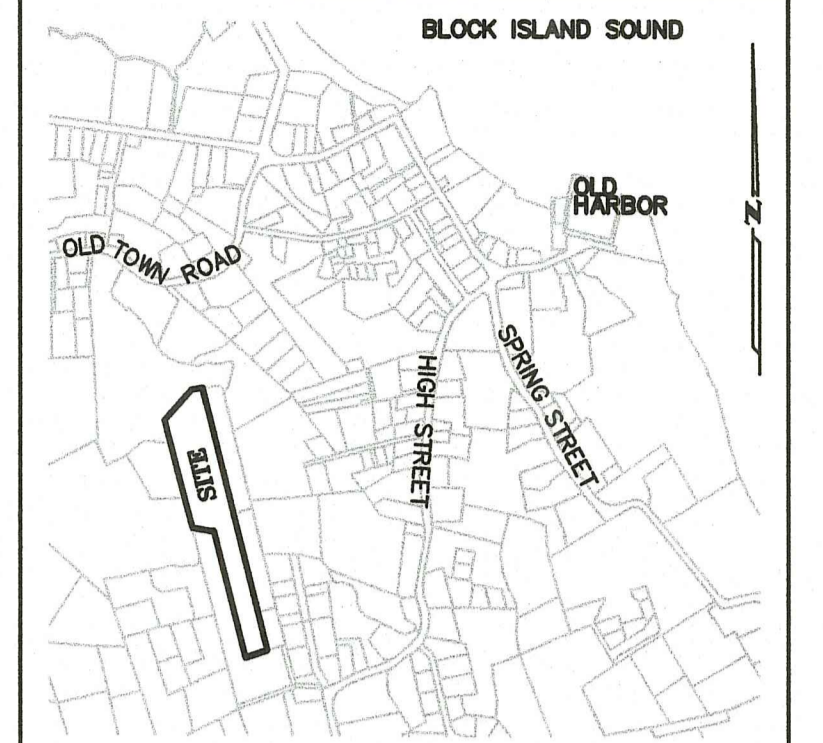 BLOCK ISLAND SOUND
OLD
HARBOR
N
OLD TOWN ROAD
HIGH STREET
SPRING STREET
SITE